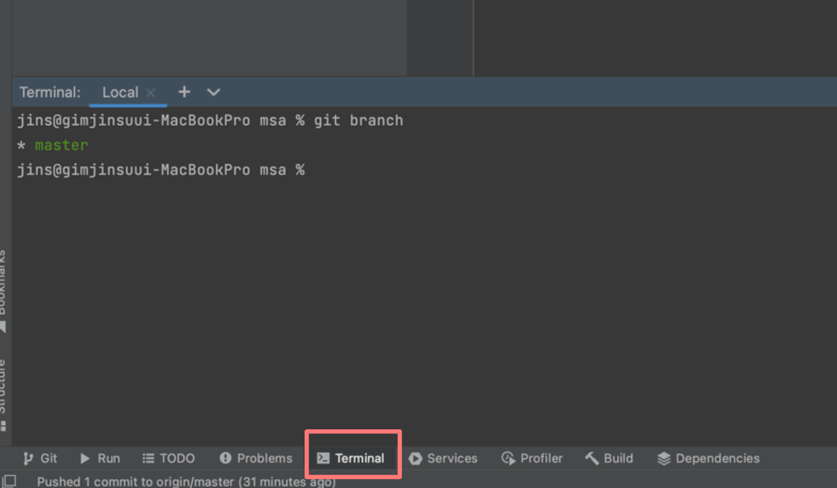 Terminal: Local × + ⌄
jins@gimjinsuui-MacBookPro msa % git branch
* master
jins@gimjinsuui-MacBookPro msa %
Bookmarks
Structure
Git Run TODO Problems Terminal Services Profiler Build Dependencies
Pushed 1 commit to origin/master (31 minutes ago)